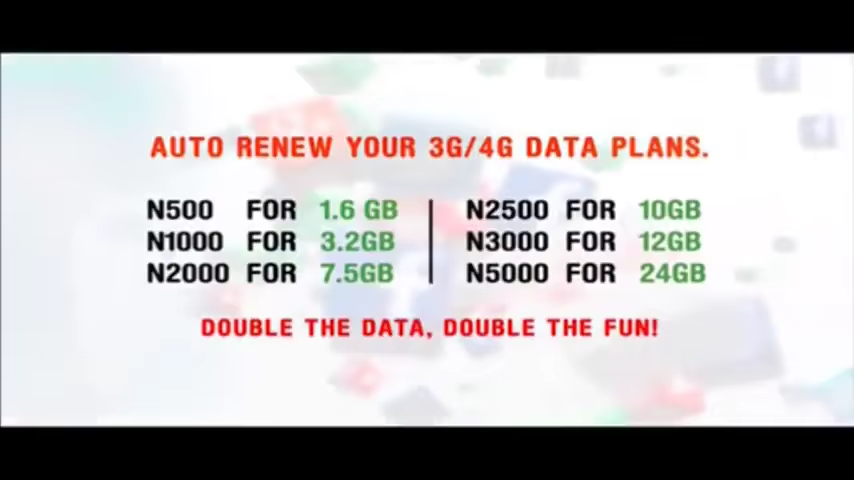 AUTO RENEW YOUR 3G/4G DATA PLANS.
N500 FOR 1.6 GB
N1000 FOR 3.2GB
N2000 FOR 7.5GB
N2500 FOR 10GB
N3000 FOR 12GB
N5000 FOR 24GB
DOUBLE THE DATA, DOUBLE THE FUN!